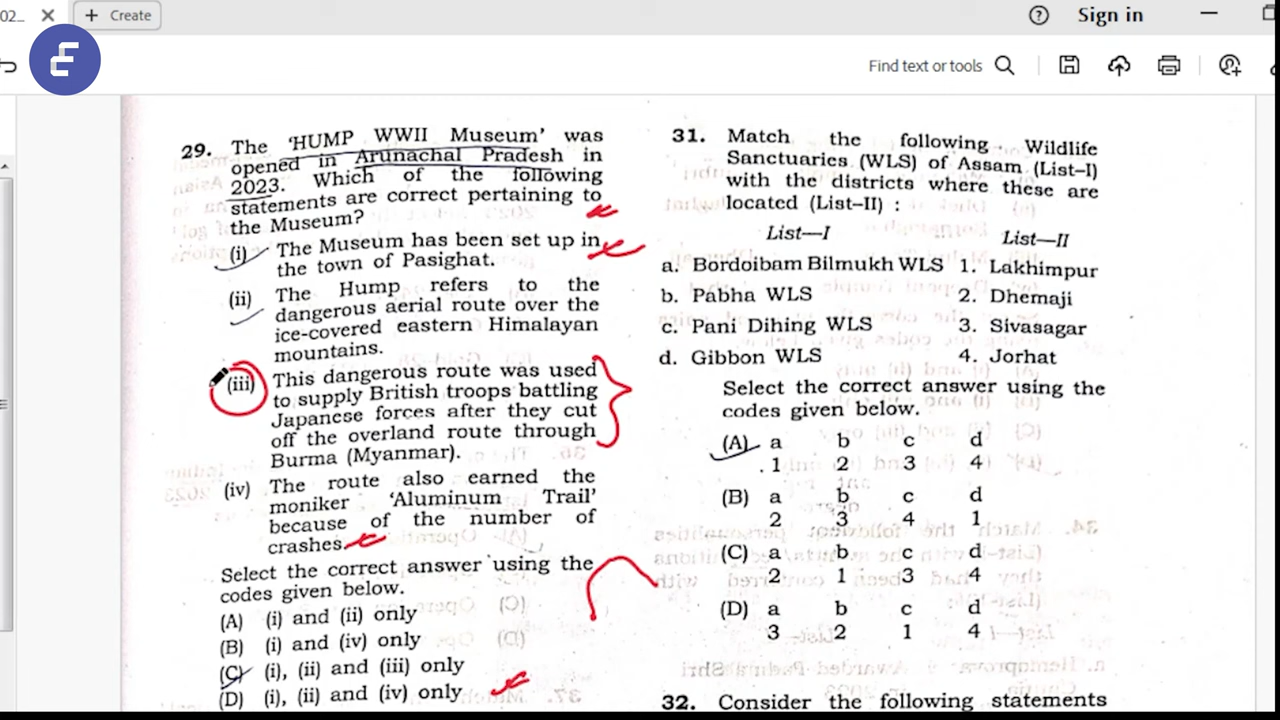 02...
Create
Sign in
Find text or tools
29. The 'HUMP WWII Museum' was
opened in Arunachal Pradesh in
2023. Which of the following
statements are correct pertaining to
the Museum?
(i) The Museum has been set up in
the town of Pasighat.
(ii) The Hump refers to the
dangerous aerial route over the
ice-covered eastern Himalayan
mountains.
(iii) This dangerous route was used
to supply British troops battling
Japanese forces after they cut
off the overland route through
Burma (Myanmar).
(iv) The route also earned the
moniker 'Aluminum Trail'
because of the number of
crashes.
Select the correct answer using the
codes given below.
(A) (i) and (ii) only
(B) (i) and (iv) only
(C) (i), (ii) and (iii) only
(D) (i), (ii) and (iv) only
31. Match the following Wildlife
Sanctuaries (WLS) of Assam (List-I)
with the districts where these are
located (List-II) :
List—I List—II
a. Bordoibam Bilmukh WLS 1. Lakhimpur
b. Pabha WLS 2. Dhemaji
c. Pani Dihing WLS 3. Sivasagar
d. Gibbon WLS 4. Jorhat
Select the correct answer using the
codes given below.
(A) a b c d
1 2 3 4
(B) a b c d
2 3 4 1
(C) a b c d
2 1 3 4
(D) a b c d
3 2 1 4
32. Consider the following statements